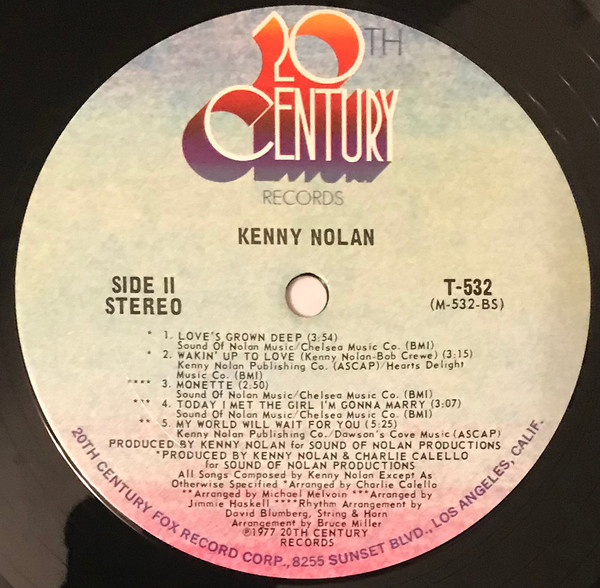 20TH
CENTURY
RECORDS
KENNY NOLAN
SIDE II
STEREO
T-532
(M-532-BS)
* 1. LOVE'S GROWN DEEP (3:54)
Sound Of Nolan Music/Chelsea Music Co. (BMI)
* 2. WAKIN' UP TO LOVE (Kenny Nolan-Bob Crewe) (3:15)
Kenny Nolan Publishing Co. (ASCAP)/Hearts Delight
Music Co. (BMI)
**** 3. MONETTE (2:50)
Sound Of Nolan Music/Chelsea Music Co. (BMI)
*** 4. TODAY I MET THE GIRL I'M GONNA MARRY (3:07)
Sound Of Nolan Music/Chelsea Music Co. (BMI)
** 5. MY WORLD WILL WAIT FOR YOU (5:25)
Kenny Nolan Publishing Co./Dawson's Cove Music (ASCAP)
PRODUCED BY KENNY NOLAN for SOUND OF NOLAN PRODUCTIONS
*PRODUCED BY KENNY NOLAN & CHARLIE CALELLO
for SOUND OF NOLAN PRODUCTIONS
All Songs Composed by Kenny Nolan Except As
Otherwise Specified *Arranged by Charlie Calello
**Arranged by Michael Melvoin ***Arranged by
Jimmie Haskell ****Rhythm Arrangement by
David Blumberg, String & Horn
Arrangement by Bruce Miller
℗1977 20TH CENTURY
RECORDS
20TH CENTURY FOX RECORD CORP., 8255 SUNSET BLVD., LOS ANGELES, CALIF.